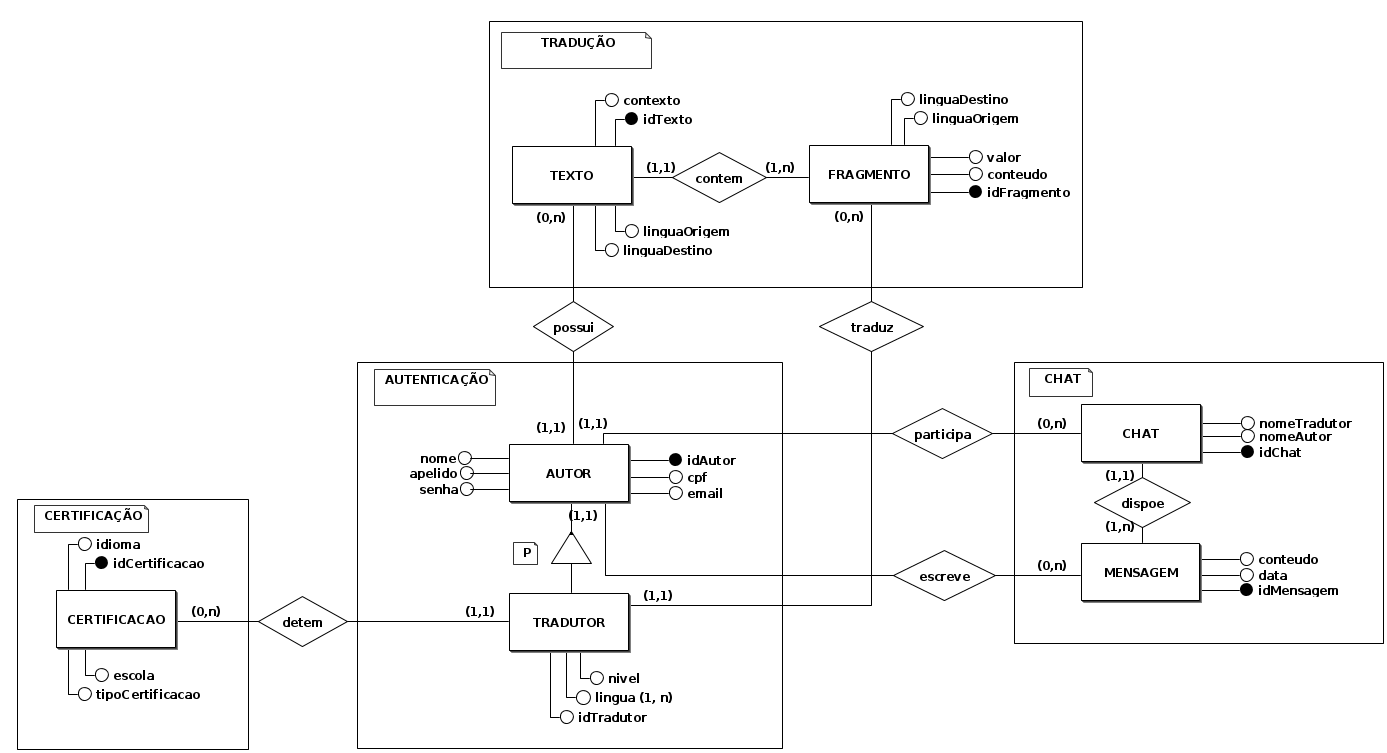 TRADUÇÃO
contexto
idTexto
linguaDestino
linguaOrigem
TEXTO
(1,1)
contem
(1,n)
FRAGMENTO
valor
conteudo
idFragmento
(0,n)
(0,n)
linguaOrigem
linguaDestino
possui
traduz
AUTENTICAÇÃO
CHAT
(1,1)
(1,1)
participa
(0,n)
CHAT
nomeTradutor
nomeAutor
idChat
nome
apelido
senha
AUTOR
idAutor
cpf
email
(1,1)
dispoe
(1,n)
(1,1)
P
CERTIFICAÇÃO
idioma
idCertificacao
escreve
(0,n)
MENSAGEM
conteudo
data
idMensagem
CERTIFICACAO
(0,n)
detem
(1,1)
TRADUTOR
(1,1)
escola
tipoCertificacao
nivel
lingua (1, n)
idTradutor